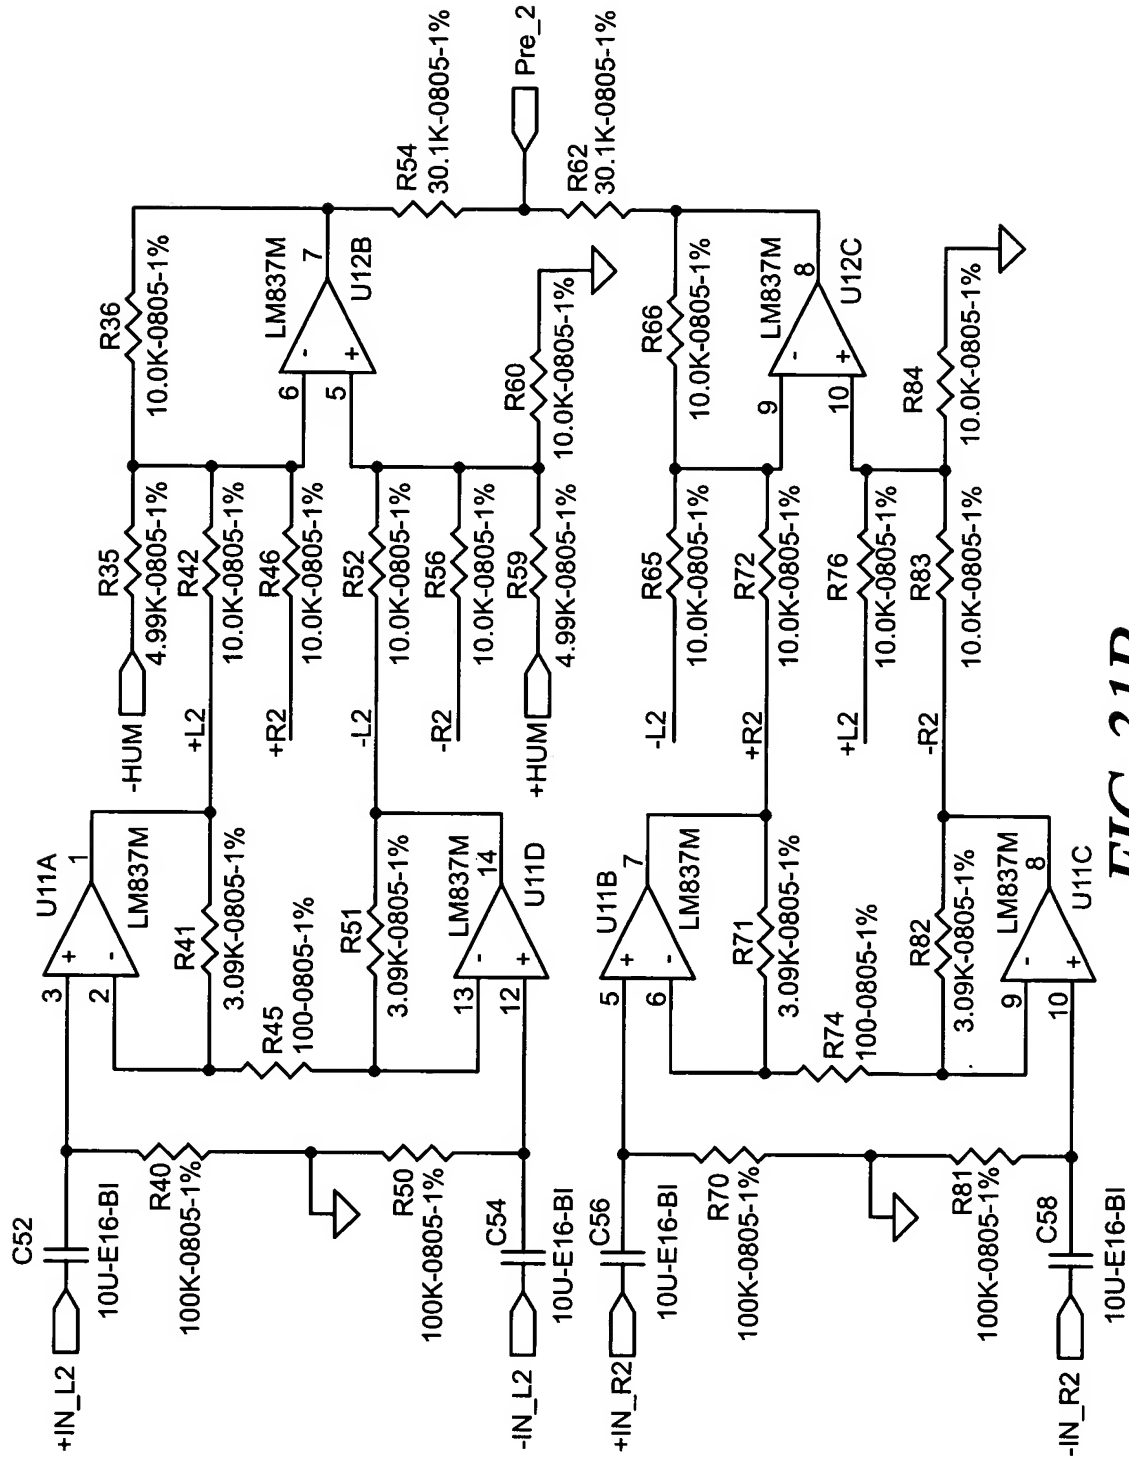 +IN_L2
C52
10U-E16-BI
R40
100K-0805-1%
3
2
+
-
U11A
1
LM837M
R41
3.09K-0805-1%
R45
100-0805-1%
-IN_L2
C54
10U-E16-BI
R50
100K-0805-1%
R51
3.09K-0805-1%
13
12
-
+
LM837M
14
U11D
-HUM
R35
4.99K-0805-1%
+L2
R42
10.0K-0805-1%
+R2
R46
10.0K-0805-1%
-L2
R52
10.0K-0805-1%
-R2
R56
10.0K-0805-1%
+HUM
R59
4.99K-0805-1%
R36
10.0K-0805-1%
6
5
-
+
LM837M
7
U12B
R60
10.0K-0805-1%
R54
30.1K-0805-1%
Pre_2
R62
30.1K-0805-1%
+IN_R2
C56
10U-E16-BI
R70
100K-0805-1%
5
6
+
-
U11B
7
LM837M
R71
3.09K-0805-1%
R74
100-0805-1%
-IN_R2
C58
10U-E16-BI
R81
100K-0805-1%
R82
3.09K-0805-1%
9
10
-
+
LM837M
8
U11C
-L2
R65
10.0K-0805-1%
+R2
R72
10.0K-0805-1%
+L2
R76
10.0K-0805-1%
-R2
R83
10.0K-0805-1%
R66
10.0K-0805-1%
9
10
-
+
LM837M
8
U12C
R84
10.0K-0805-1%